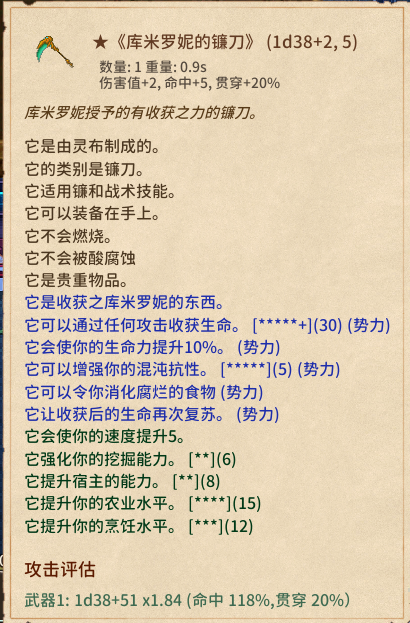 ★《库米罗妮的镰刀》 (1d38+2, 5)
数量: 1 重量: 0.9s
伤害值+2, 命中+5, 贯穿+20%
库米罗妮授予的有收获之力的镰刀。
它是由灵布制成的。
它的类别是镰刀。
它适用镰和战术技能。
它可以装备在手上。
它不会燃烧。
它不会被酸腐蚀
它是贵重物品。
它是收获之库米罗妮的东西。
它可以通过任何攻击收获生命。 [*****+](30) (势力)
它会使你的生命力提升10%。 (势力)
它可以增强你的混沌抗性。 [*****](5) (势力)
它可以令你消化腐烂的食物 (势力)
它让收获后的生命再次复苏。 (势力)
它会使你的速度提升5。
它强化你的挖掘能力。 [**](6)
它提升宿主的能力。 [**](8)
它提升你的农业水平。 [****](15)
它提升你的烹饪水平。 [***](12)
攻击评估
武器1: 1d38+51 x1.84 (命中 118%,贯穿 20%)